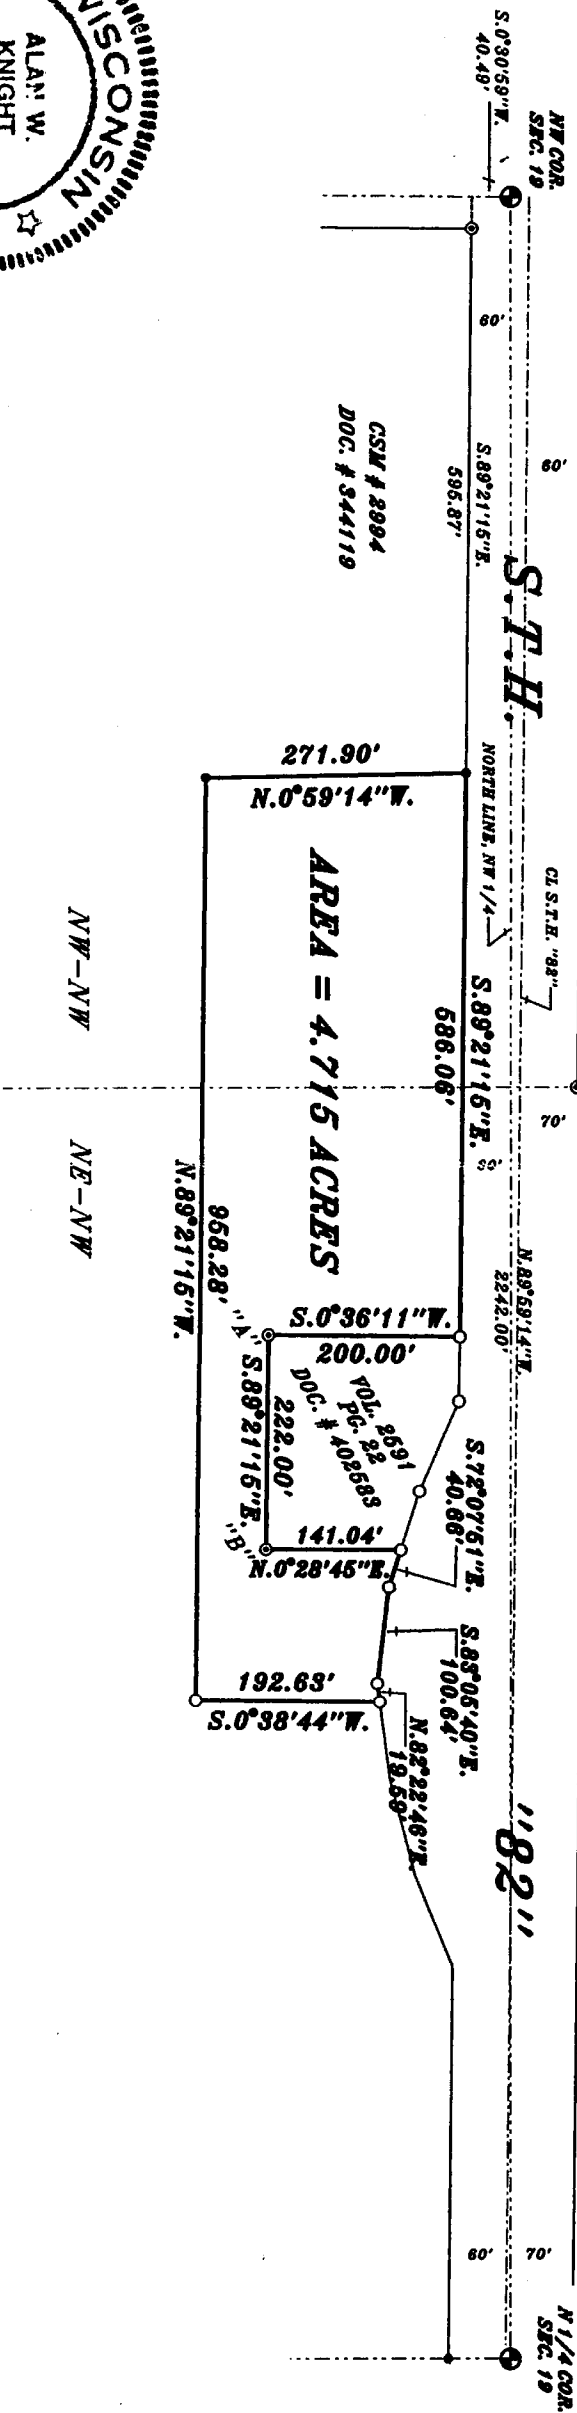 WISCONSIN
ALAN W.
KNIGHT
S.0°30'59"W.
40.49'
NW COR.
SEC. 19
60'
60'
S.89°21'15"E.
595.87'
CSM # 2994
DOC. # 344119
S.T.H.
NORTH LINE, NW 1/4
CL S.T.H. "82"
271.90'
N.0°59'14"W.
S.89°21'15"E.
586.06'
AREA = 4.715 ACRES
NW-NW
NE-NW
70'
N.89°59'14"W.
2242.00'
958.28'
N.89°21'15"W.
"A"
S.0°36'11"W.
200.00'
VOL. 2591
PG. 22
DOC. # 402583
222.00'
S.89°21'15"E.
"B"
141.04'
N.0°28'45"E.
S.72°07'51"E.
40.66'
S.83°05'40"E.
100.64'
N.82°22'46"E.
19.59'
192.63'
S.0°38'44"W.
"82"
60'
70'
N 1/4 COR.
SEC. 19